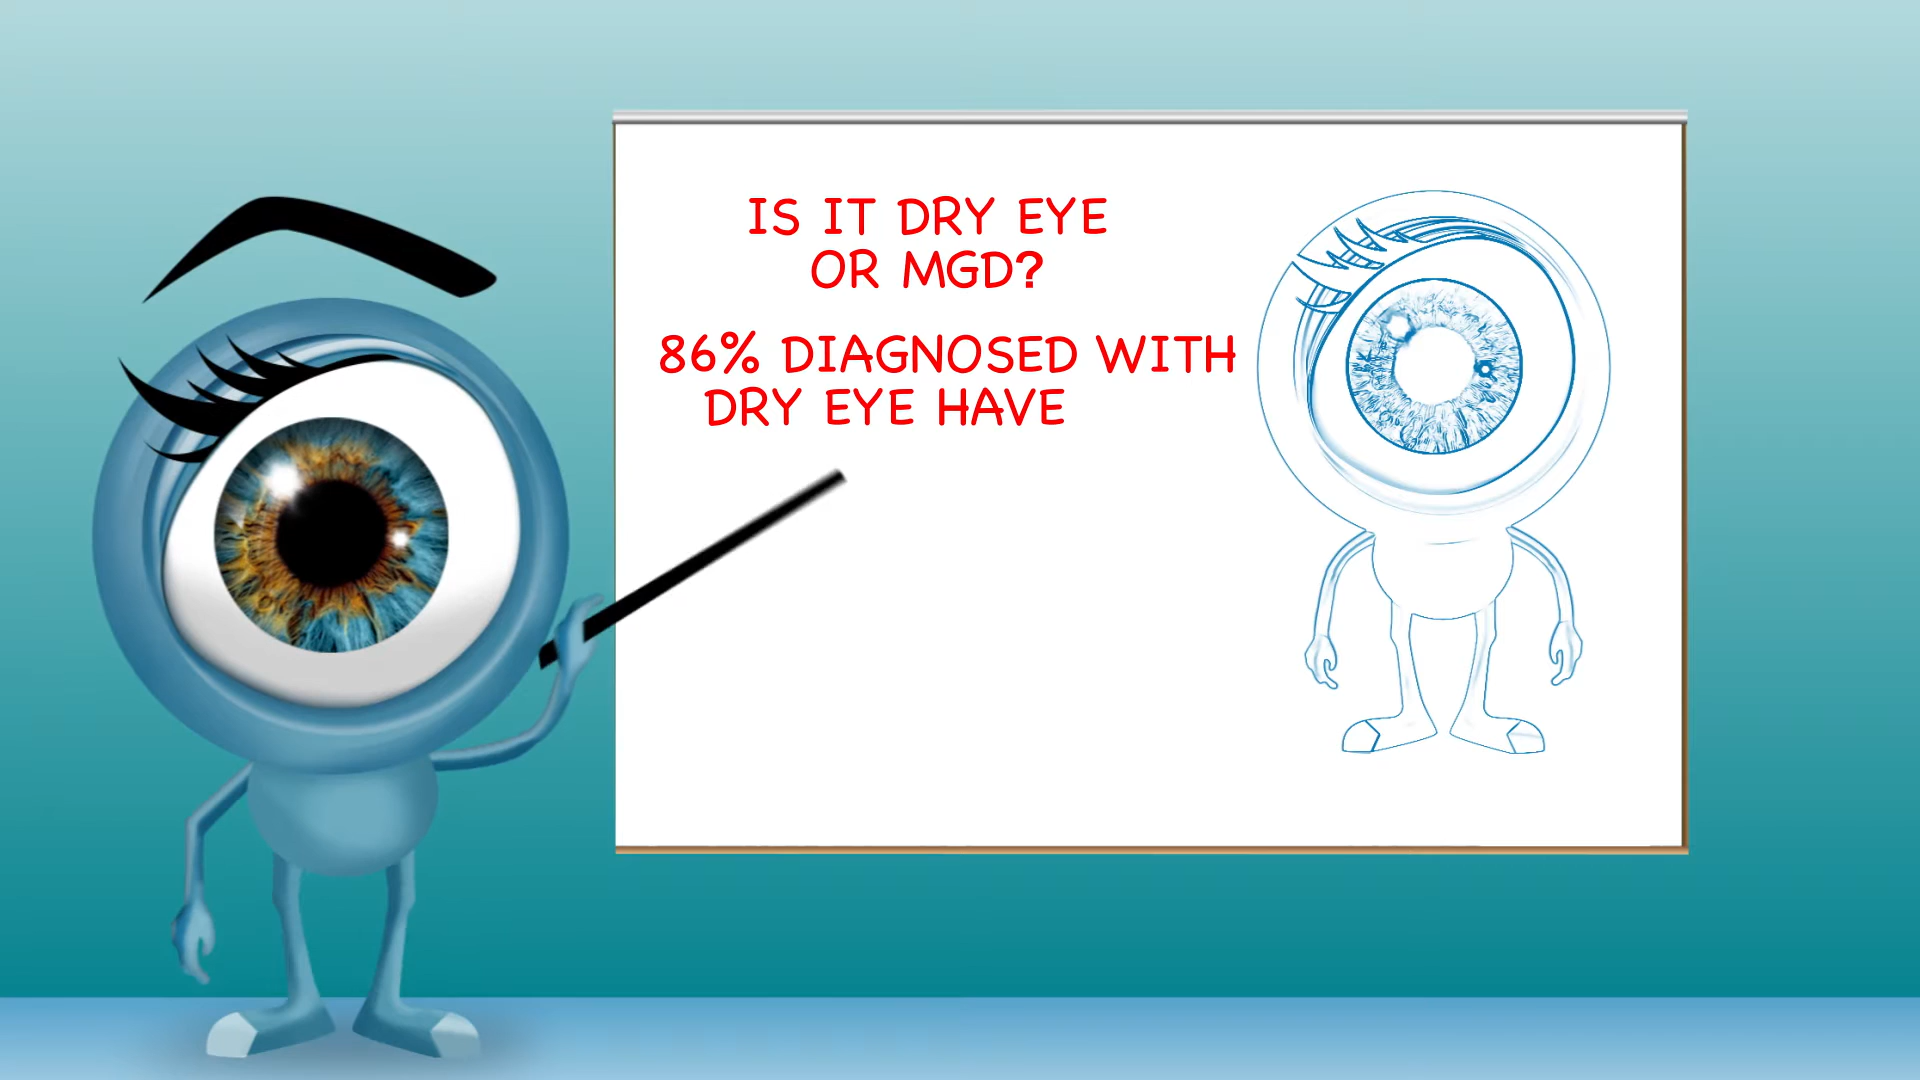 IS IT DRY EYE
OR MGD?
86% DIAGNOSED WITH
DRY EYE HAVE